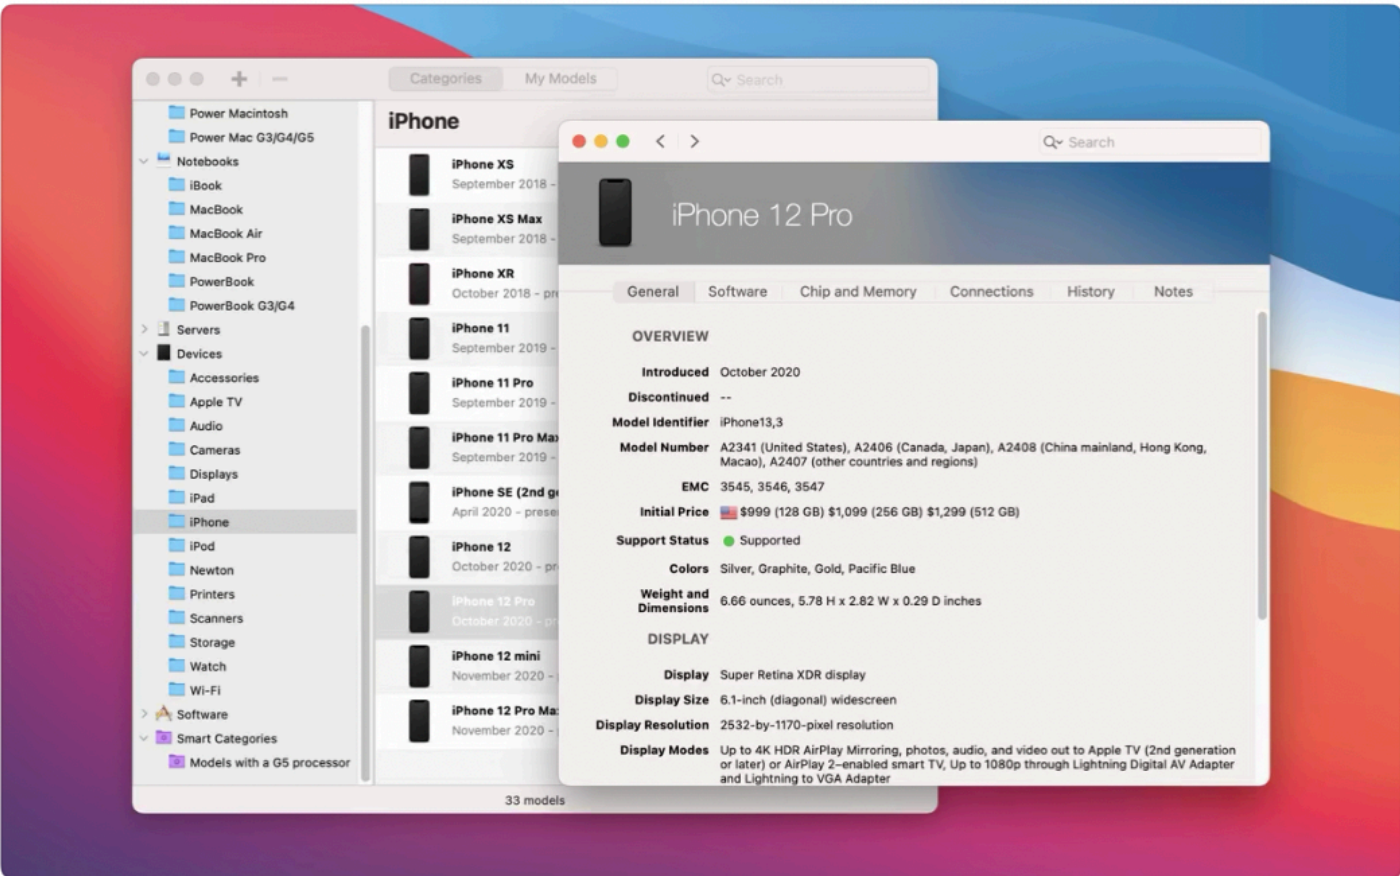 Categories
My Models
Search
Power Macintosh
Power Mac G3/G4/G5
Notebooks
iBook
MacBook
MacBook Air
MacBook Pro
PowerBook
PowerBook G3/G4
Servers
Devices
Accessories
Apple TV
Audio
Cameras
Displays
iPad
iPhone
iPod
Newton
Printers
Scanners
Storage
Watch
Wi-Fi
Software
Smart Categories
Models with a G5 processor
iPhone
iPhone XS
September 2018 -
iPhone XS Max
September 2018 -
iPhone XR
October 2018 - pre
iPhone 11
September 2019 -
iPhone 11 Pro
September 2019 -
iPhone 11 Pro Max
September 2019 -
iPhone SE (2nd ge
April 2020 - prese
iPhone 12
October 2020 - pr
iPhone 12 Pro
October 2020 - pr
iPhone 12 mini
November 2020 -
iPhone 12 Pro Ma
November 2020 -
33 models
Search
iPhone 12 Pro
General
Software
Chip and Memory
Connections
History
Notes
OVERVIEW
Introduced October 2020
Discontinued --
Model Identifier iPhone13,3
Model Number A2341 (United States), A2406 (Canada, Japan), A2408 (China mainland, Hong Kong,
Macao), A2407 (other countries and regions)
EMC 3545, 3546, 3547
Initial Price $999 (128 GB) $1,099 (256 GB) $1,299 (512 GB)
Support Status Supported
Colors Silver, Graphite, Gold, Pacific Blue
Weight and
Dimensions 6.66 ounces, 5.78 H x 2.82 W x 0.29 D inches
DISPLAY
Display Super Retina XDR display
Display Size 6.1-inch (diagonal) widescreen
Display Resolution 2532-by-1170-pixel resolution
Display Modes Up to 4K HDR AirPlay Mirroring, photos, audio, and video out to Apple TV (2nd generation
or later) or AirPlay 2–enabled smart TV, Up to 1080p through Lightning Digital AV Adapter
and Lightning to VGA Adapter